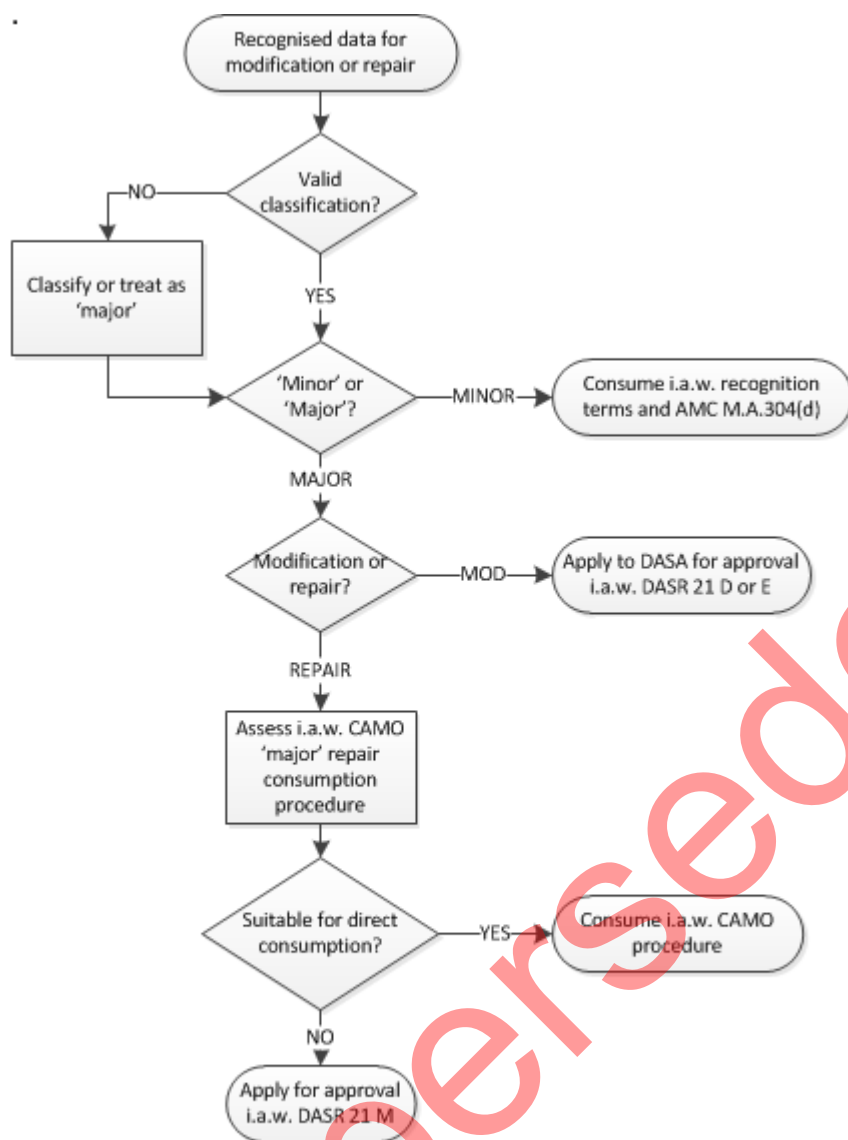 Recognised data for
modification or repair
Valid
classification?
NO
Classify or treat as
‘major’
YES
‘Minor’ or
‘Major’?
MINOR
Consume i.a.w. recognition
terms and AMC M.A.304(d)
MAJOR
Modification or
repair?
MOD
Apply to DASA for approval
i.a.w. DASR 21 D or E
REPAIR
Assess i.a.w. CAMO
‘major’ repair
consumption
procedure
Suitable for direct
consumption?
YES
Consume i.a.w. CAMO
procedure
NO
Apply for approval
i.a.w. DASR 21 M
persede